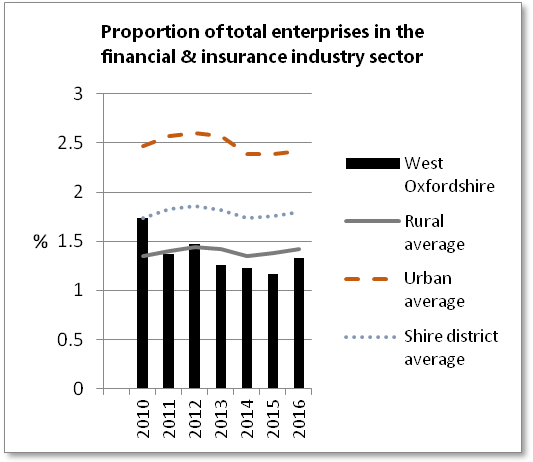 Proportion of total enterprises in the
financial & insurance industry sector
3
2.5
2
1.5
1
0.5
0
%
2010
2011
2012
2013
2014
2015
2016
West
Oxfordshire
Rural
average
Urban
average
Shire district
average